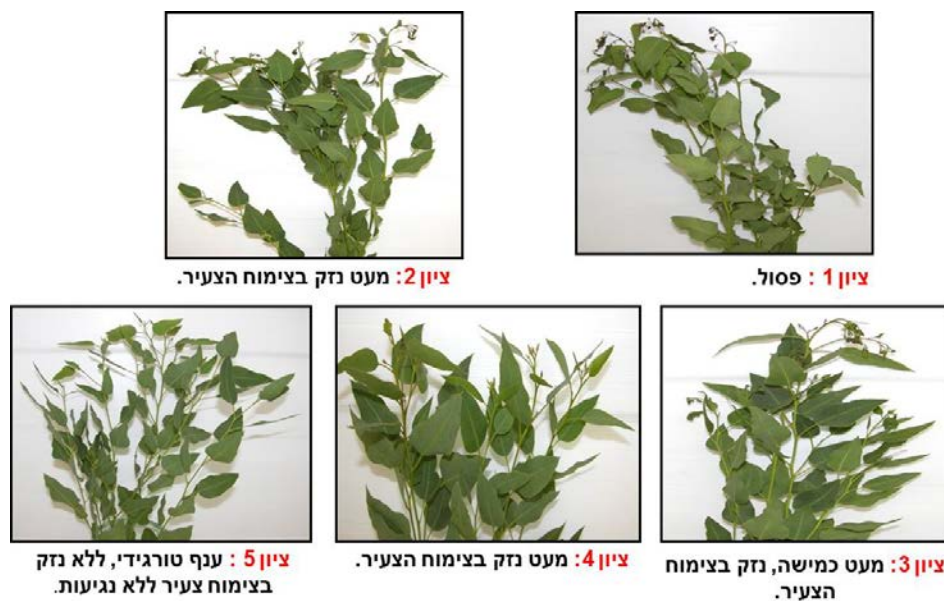 ציון 1 : פסול.
ציון 2: מעט נזק בצימוח הצעיר.
ציון 3: מעט כמישה, נזק בצימוח
הצעיר.
ציון 4: מעט נזק בצימוח הצעיר.
ציון 5 : ענף טורגידי, ללא נזק
בצימוח צעיר ללא נגיעות.